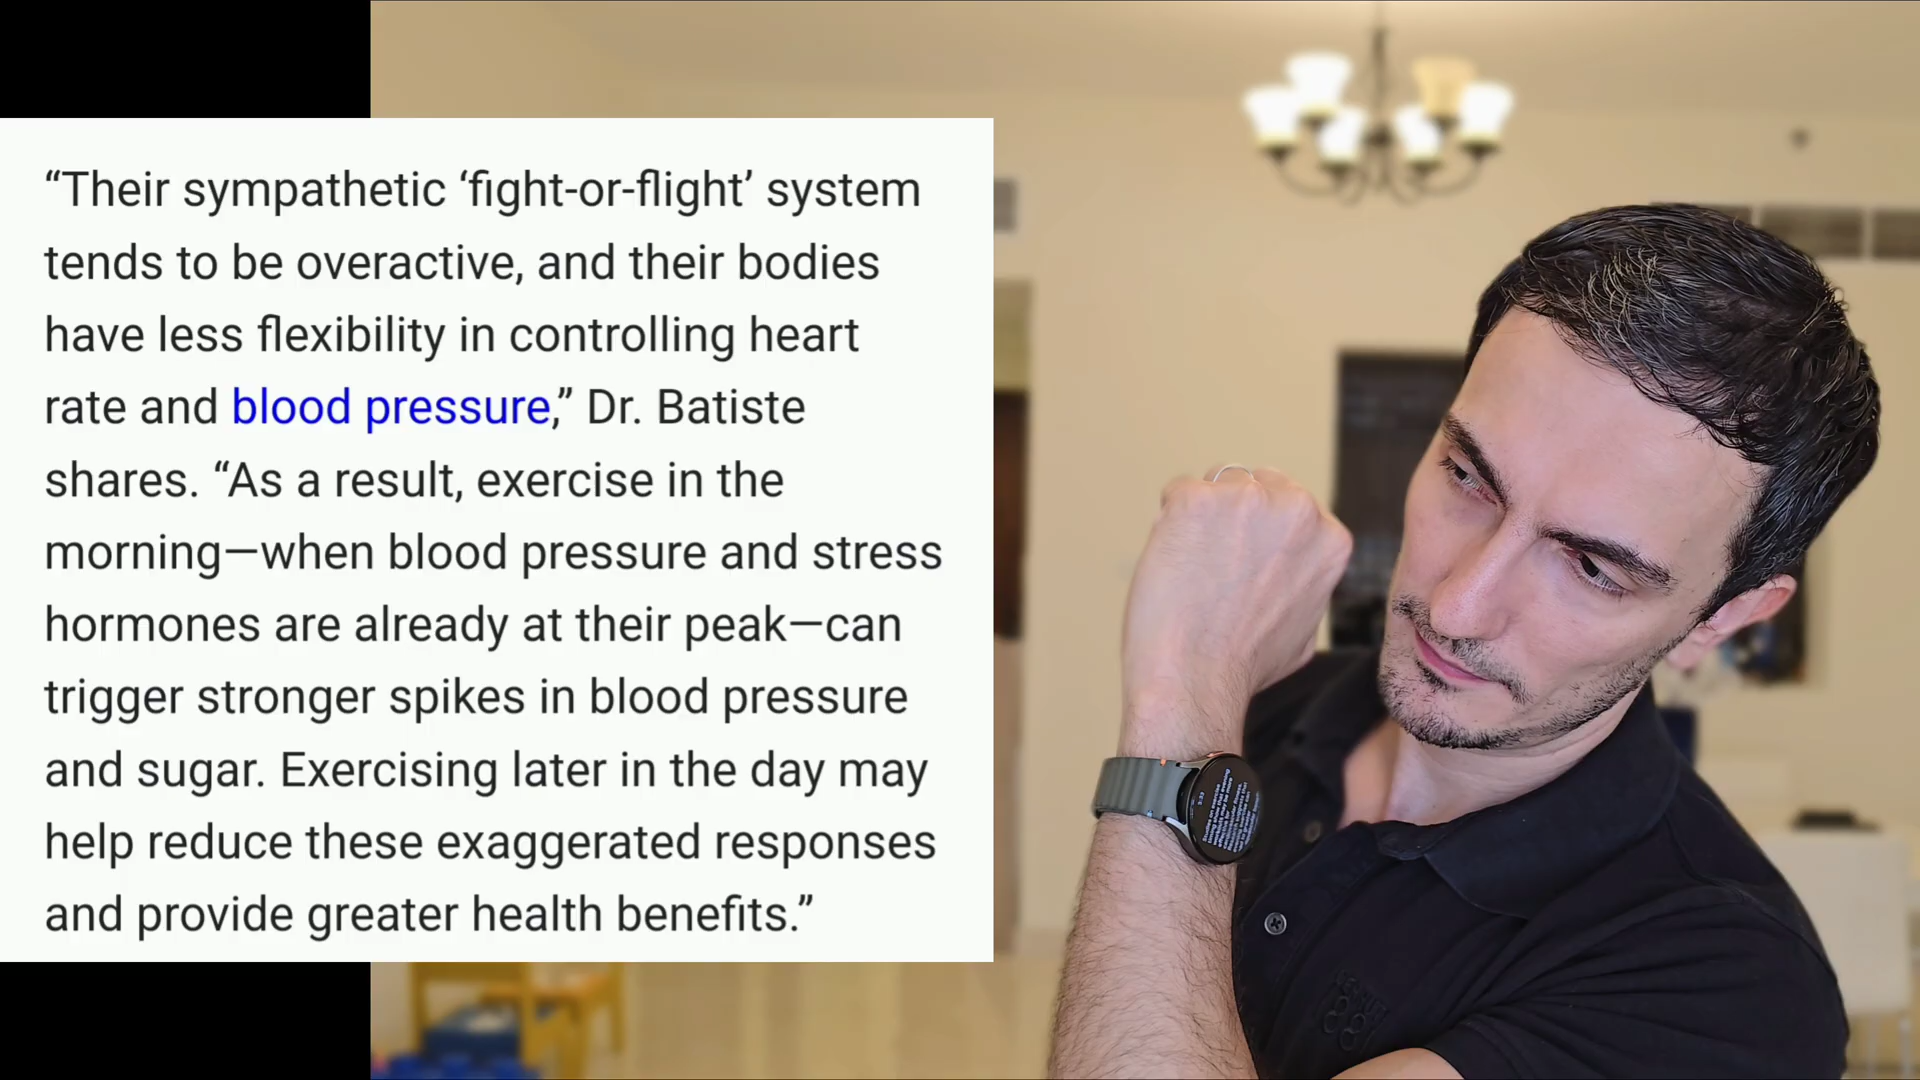 “Their sympathetic ‘fight-or-flight’ system
tends to be overactive, and their bodies
have less flexibility in controlling heart
rate and blood pressure,” Dr. Batiste
shares. “As a result, exercise in the
morning—when blood pressure and stress
hormones are already at their peak—can
trigger stronger spikes in blood pressure
and sugar. Exercising later in the day may
help reduce these exaggerated responses
and provide greater health benefits.”